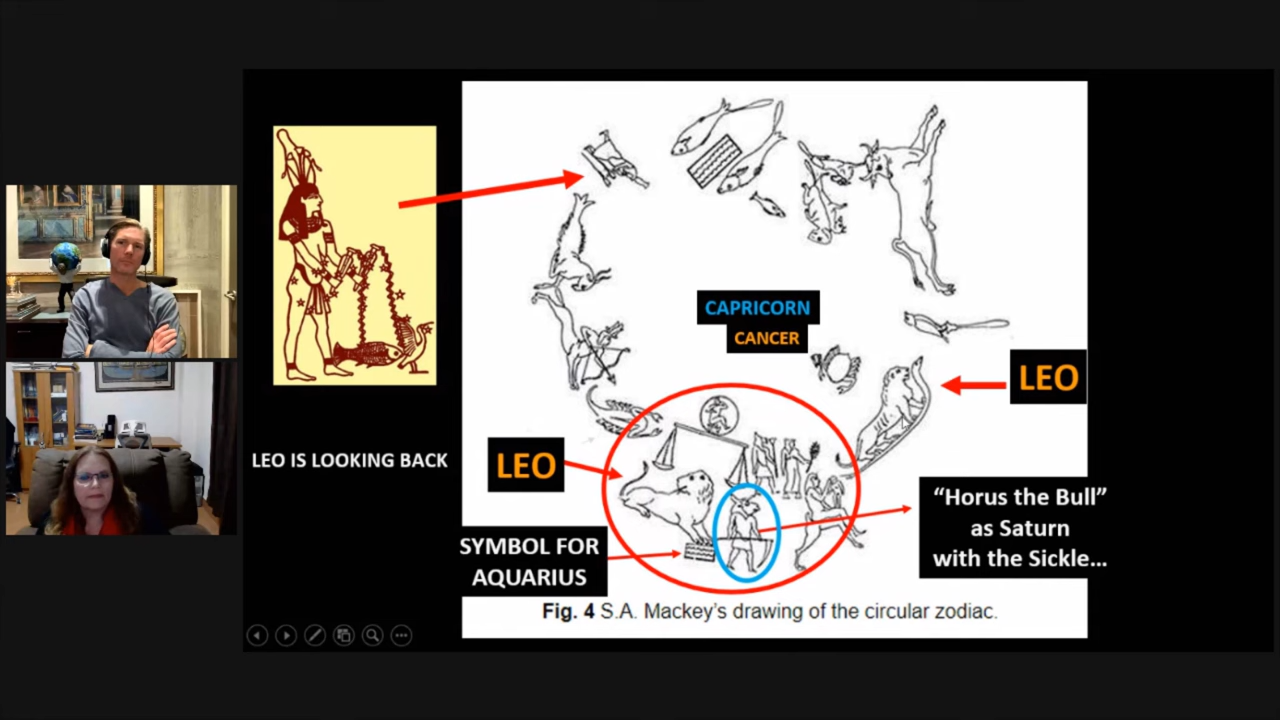 CAPRICORN
CANCER
LEO
LEO IS LOOKING BACK
LEO
"Horus the Bull"
as Saturn
with the Sickle...
SYMBOL FOR
AQUARIUS
Fig. 4 S.A. Mackey's drawing of the circular zodiac.